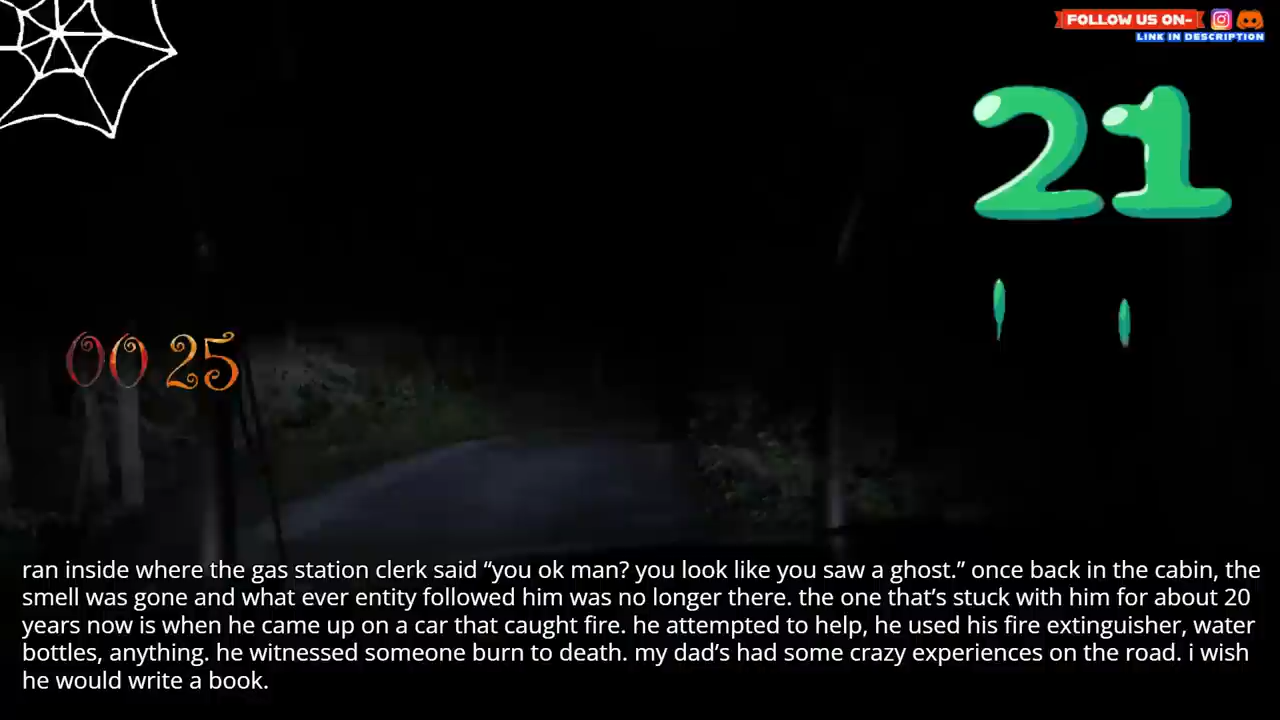 FOLLOW US ON-
LINK IN DESCRIPTION
21
00 25
ran inside where the gas station clerk said “you ok man? you look like you saw a ghost.” once back in the cabin, the
smell was gone and what ever entity followed him was no longer there. the one that’s stuck with him for about 20
years now is when he came up on a car that caught fire. he attempted to help, he used his fire extinguisher, water
bottles, anything. he witnessed someone burn to death. my dad’s had some crazy experiences on the road. i wish
he would write a book.